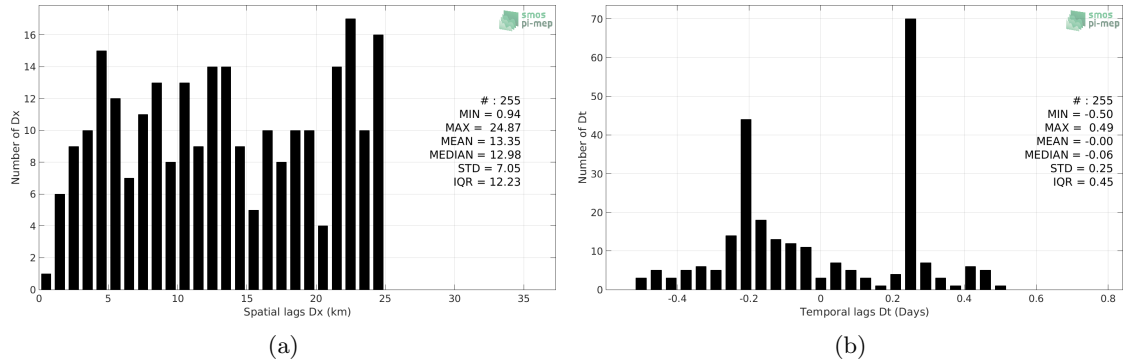 smos
pi-mep
16
14
12
10
8
6
4
2
0
Number of Dx
# : 255
MIN = 0.94
MAX = 24.87
MEAN = 13.35
MEDIAN = 12.98
STD = 7.05
IQR = 12.23
0 5 10 15 20 25 30 35
Spatial lags Dx (km)
(a)
smos
pi-mep
70
60
50
40
30
20
10
0
Number of Dt
# : 255
MIN = -0.50
MAX = 0.49
MEAN = -0.00
MEDIAN = -0.06
STD = 0.25
IQR = 0.45
-0.4 -0.2 0 0.2 0.4 0.6 0.8
Temporal lags Dt (Days)
(b)